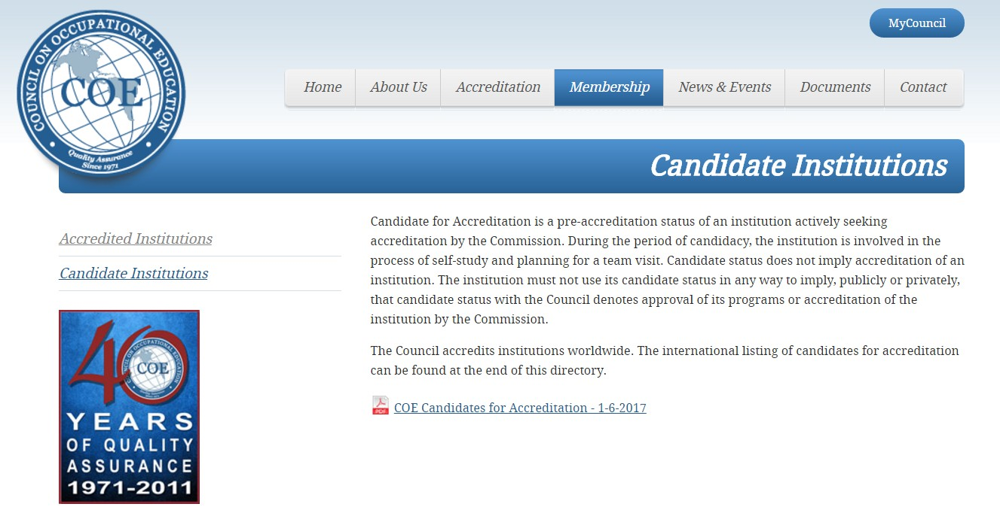 COUNCIL ON OCCUPATIONAL EDUCATION
COE
Quality Assurance
Since 1971
MyCouncil
Home About Us Accreditation Membership News & Events Documents Contact
Candidate Institutions
Accredited Institutions
Candidate Institutions
40
COUNCIL ON OCCUPATIONAL EDUCATION
COE
YEARS
OF QUALITY
ASSURANCE
1971-2011
Candidate for Accreditation is a pre-accreditation status of an institution actively seeking
accreditation by the Commission. During the period of candidacy, the institution is involved in the
process of self-study and planning for a team visit. Candidate status does not imply accreditation of an
institution. The institution must not use its candidate status in any way to imply, publicly or privately,
that candidate status with the Council denotes approval of its programs or accreditation of the
institution by the Commission.
The Council accredits institutions worldwide. The international listing of candidates for accreditation
can be found at the end of this directory.
PDF
COE Candidates for Accreditation - 1-6-2017